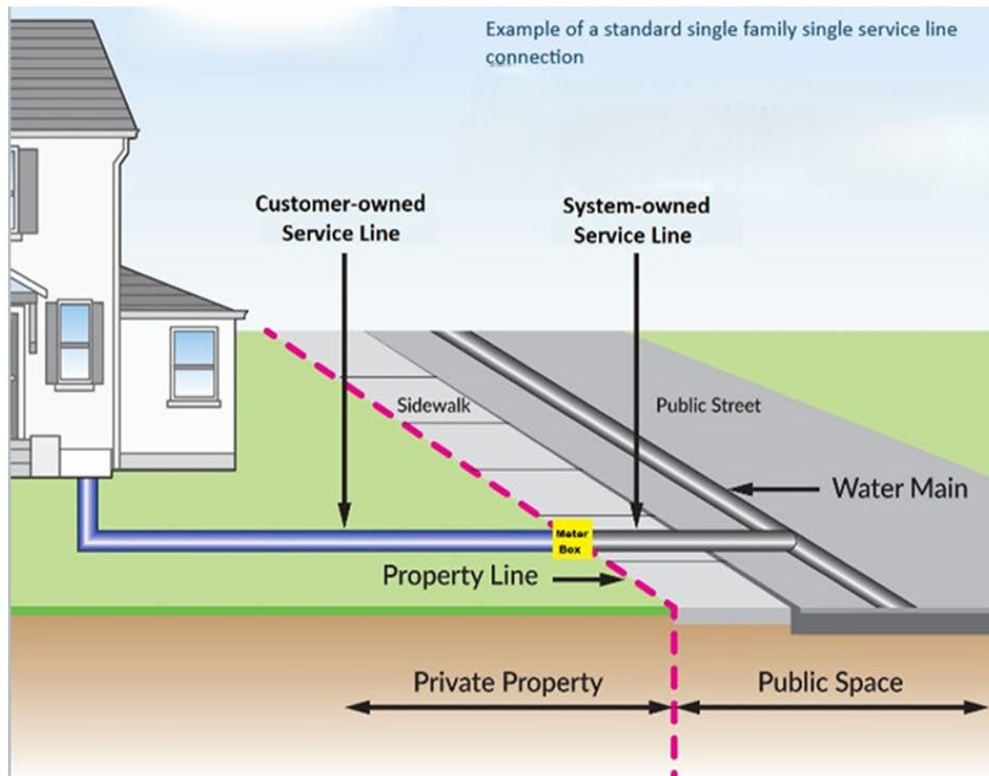 Example of a standard single family single service line
connection
Customer-owned
Service Line
System-owned
Service Line
Sidewalk
Public Street
Water Main
Meter
Box
Property Line
Private Property
Public Space